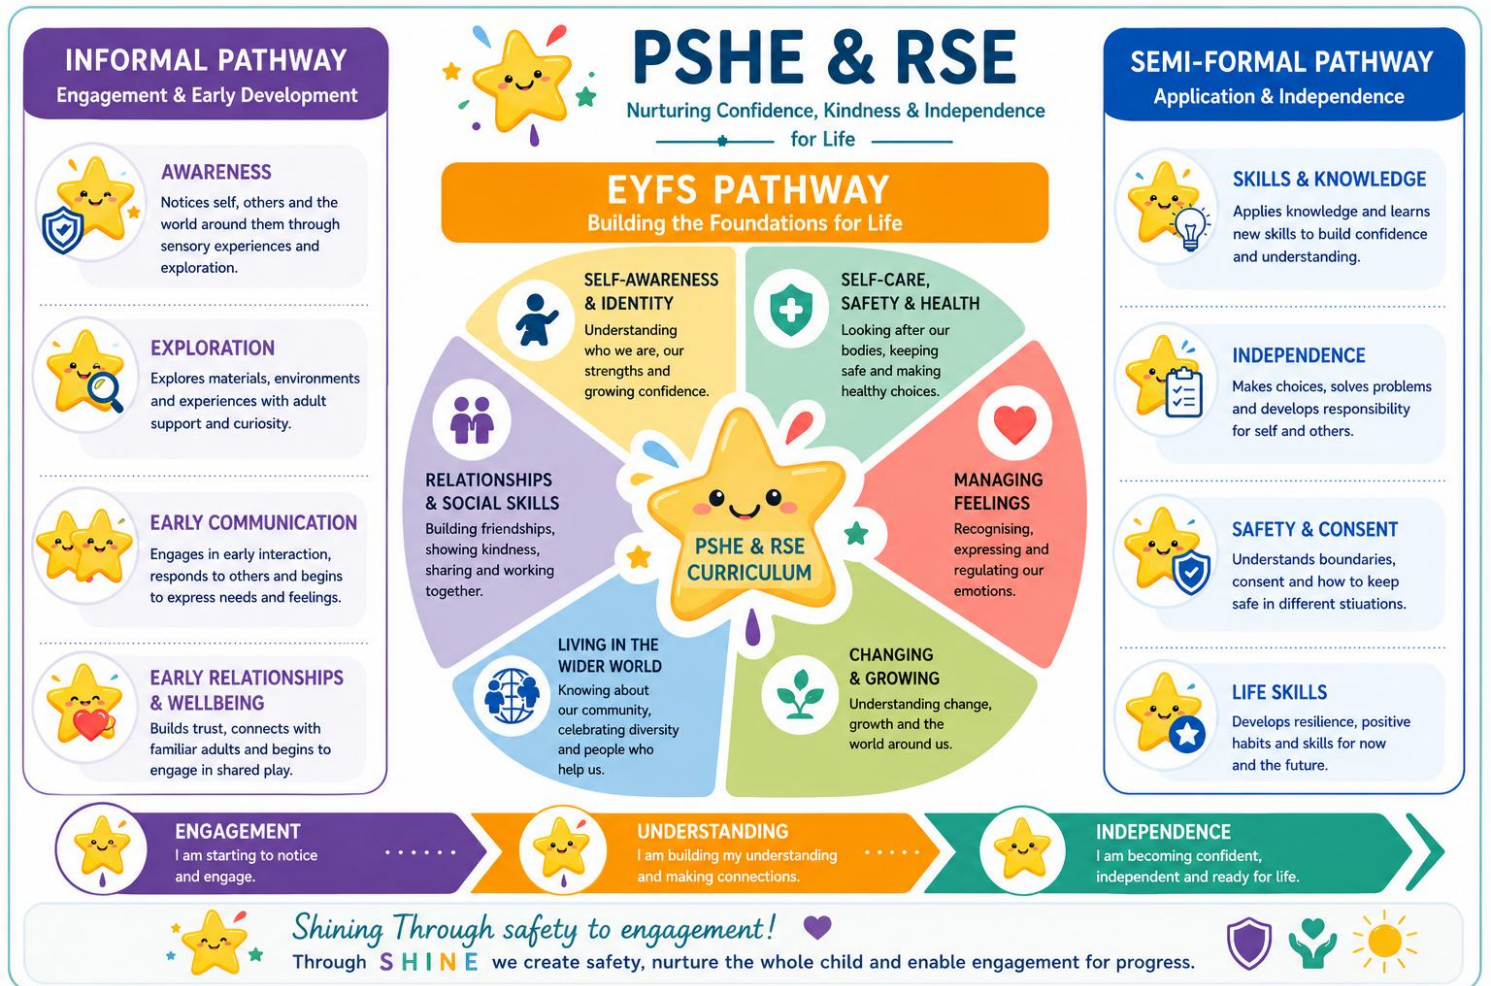 PSHE & RSE
Nurturing Confidence, Kindness & Independence
for Life
INFORMAL PATHWAY
Engagement & Early Development
AWARENESS
Notices self, others and the
world around them through
sensory experiences and
exploration.
EXPLORATION
Explores materials, environments
and experiences with adult
support and curiosity.
EARLY COMMUNICATION
Engages in early interaction,
responds to others and begins
to express needs and feelings.
EARLY RELATIONSHIPS
& WELLBEING
Builds trust, connects with
familiar adults and begins to
engage in shared play.
EYFS PATHWAY
Building the Foundations for Life
SELF-AWARENESS
& IDENTITY
Understanding
who we are, our
strengths and
growing confidence.
SELF-CARE,
SAFETY & HEALTH
Looking after our
bodies, keeping
safe and making
healthy choices.
RELATIONSHIPS
& SOCIAL SKILLS
Building friendships,
showing kindness,
sharing and working
together.
MANAGING
FEELINGS
Recognising,
expressing and
regulating our
emotions.
PSHE & RSE
CURRICULUM
LIVING IN THE
WIDER WORLD
Knowing about
our community,
celebrating diversity
and people who
help us.
CHANGING
& GROWING
Understanding change,
growth and the
world around us.
SEMI-FORMAL PATHWAY
Application & Independence
SKILLS & KNOWLEDGE
Applies knowledge and learns
new skills to build confidence
and understanding.
INDEPENDENCE
Makes choices, solves problems
and develops responsibility
for self and others.
SAFETY & CONSENT
Understands boundaries,
consent and how to keep
safe in different stiuations.
LIFE SKILLS
Develops resilience, positive
habits and skills for now
and the future.
ENGAGEMENT
I am starting to notice
and engage.
UNDERSTANDING
I am building my understanding
and making connections.
INDEPENDENCE
I am becoming confident,
independent and ready for life.
Shining Through safety to engagement!
Through SHINE we create safety, nurture the whole child and enable engagement for progress.